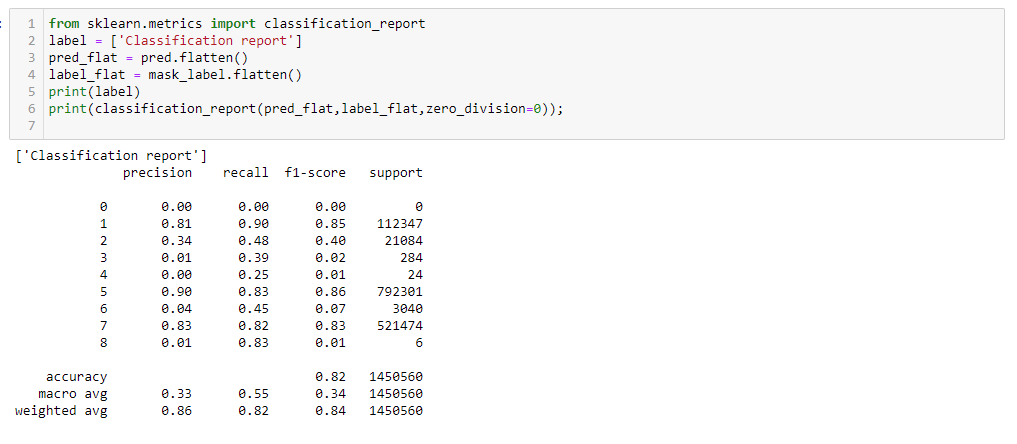 1 from sklearn.metrics import classification_report
2 label = ['Classification report']
3 pred_flat = pred.flatten()
4 label_flat = mask_label.flatten()
5 print(label)
6 print(classification_report(pred_flat,label_flat,zero_division=0));
7
['Classification report']
precision recall f1-score support
0 0.00 0.00 0.00 0
1 0.81 0.90 0.85 112347
2 0.34 0.48 0.40 21084
3 0.01 0.39 0.02 284
4 0.00 0.25 0.01 24
5 0.90 0.83 0.86 792301
6 0.04 0.45 0.07 3040
7 0.83 0.82 0.83 521474
8 0.01 0.83 0.01 6
accuracy 0.82 1450560
macro avg 0.33 0.55 0.34 1450560
weighted avg 0.86 0.82 0.84 1450560